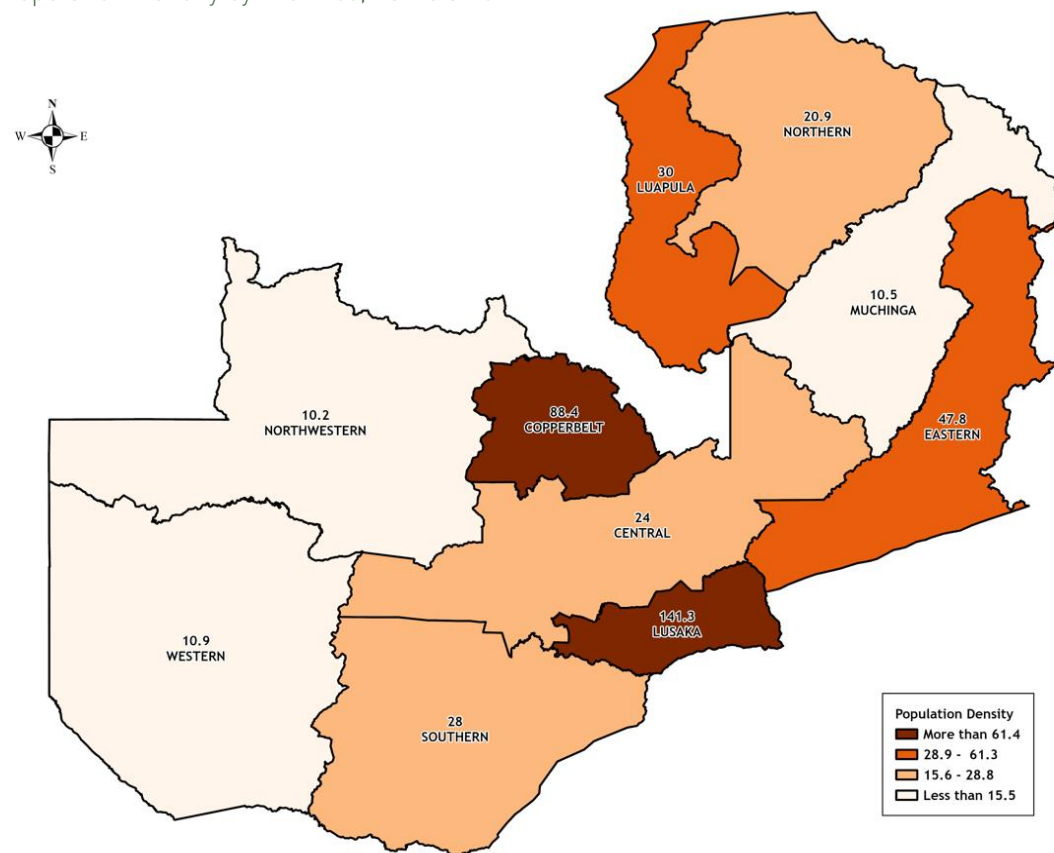 N
W E
S
20.9
NORTHERN
30
LUAPULA
10.5
MUCHINGA
10.2
NORTHWESTERN
88.4
COPPERBELT
47.8
EASTERN
24
CENTRAL
141.3
LUSAKA
10.9
WESTERN
28
SOUTHERN
Population Density
More than 61.4
28.9 - 61.3
15.6 - 28.8
Less than 15.5